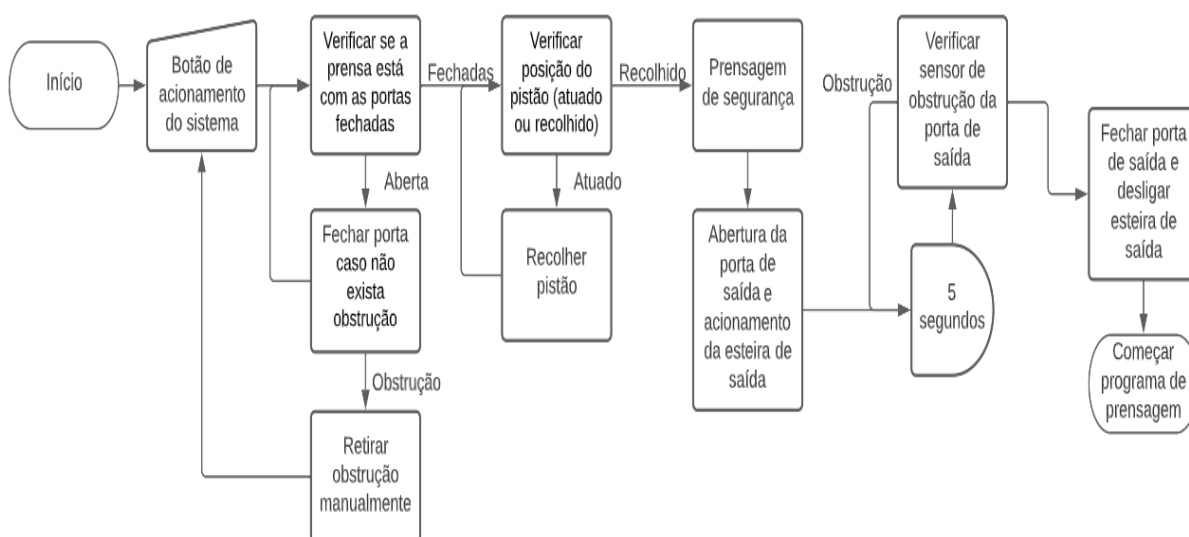 Início
Botão de
acionamento
do sistema
Verificar se a
prensa está
com as portas
fechadas
Fechadas
Aberta
Fechar porta
caso não
exista
obstrução
Obstrução
Retirar
obstrução
manualmente
Verificar
posição do
pistão (atuado
ou recolhido)
Recolhido
Atuado
Recolher
pistão
Prensagem
de segurança
Abertura da
porta de
saída e
acionamento
da esteira de
saída
5
segundos
Obstrução
Verificar
sensor de
obstrução da
porta de
saída
Fechar porta
de saída e
desligar
esteira de
saída
Começar
programa de
prensagem